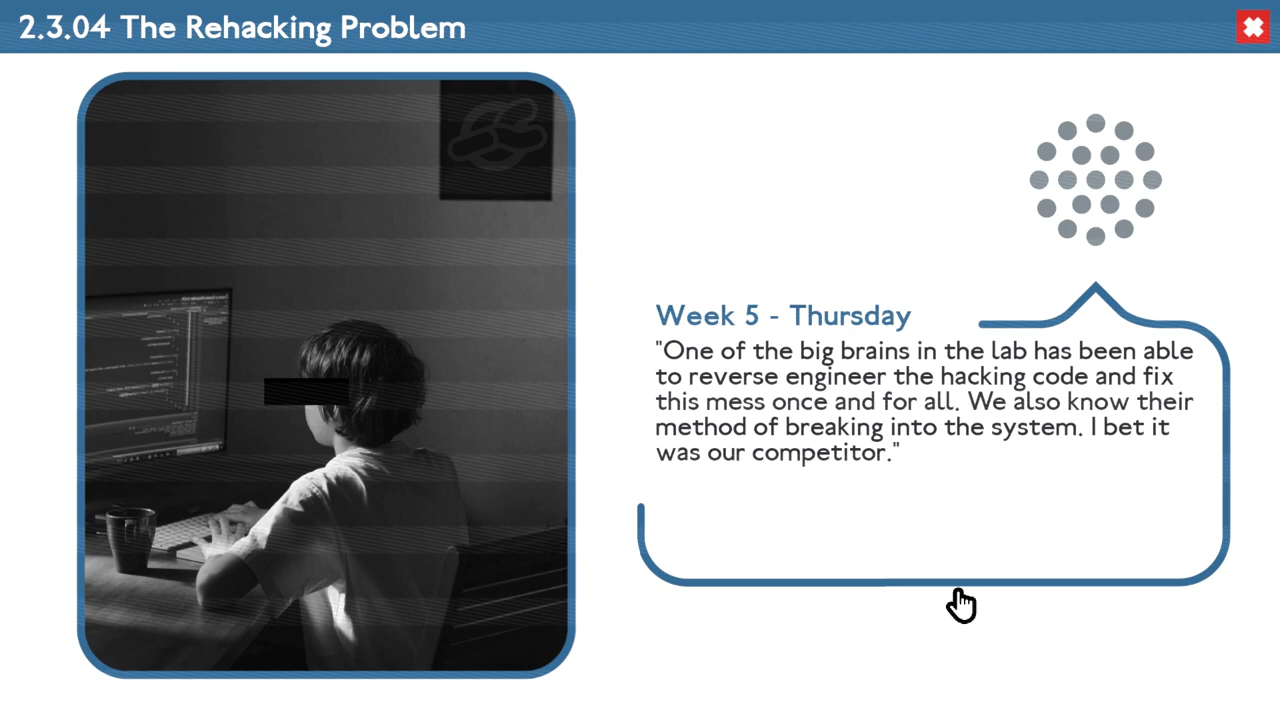 2.3.04 The Rehacking Problem
Week 5 - Thursday
"One of the big brains in the lab has been able
to reverse engineer the hacking code and fix
this mess once and for all. We also know their
method of breaking into the system. I bet it
was our competitor."